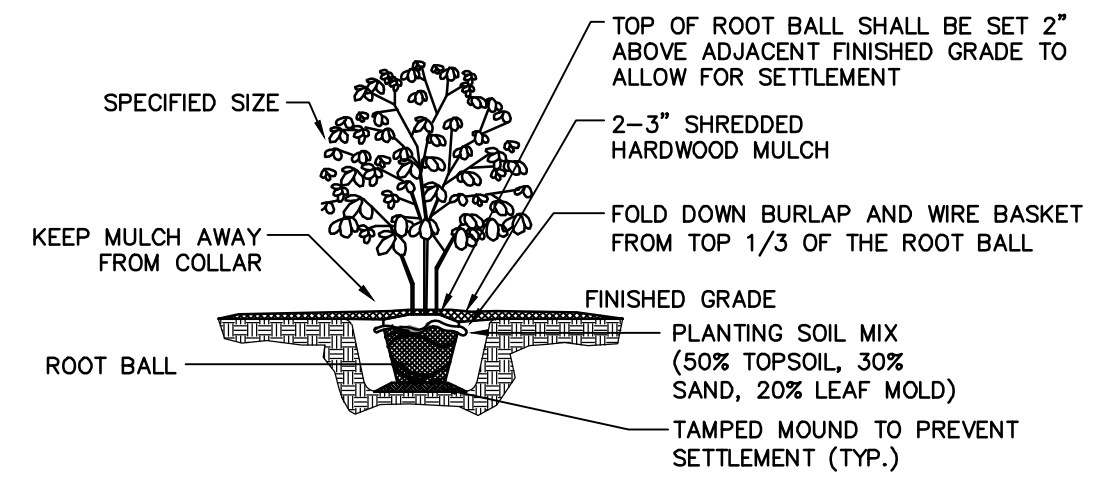 TOP OF ROOT BALL SHALL BE SET 2”
ABOVE ADJACENT FINISHED GRADE TO
ALLOW FOR SETTLEMENT
SPECIFIED SIZE
2-3” SHREDDED
HARDWOOD MULCH
FOLD DOWN BURLAP AND WIRE BASKET
FROM TOP 1/3 OF THE ROOT BALL
KEEP MULCH AWAY
FROM COLLAR
FINISHED GRADE
PLANTING SOIL MIX
(50% TOPSOIL, 30%
SAND, 20% LEAF MOLD)
ROOT BALL
TAMPED MOUND TO PREVENT
SETTLEMENT (TYP.)